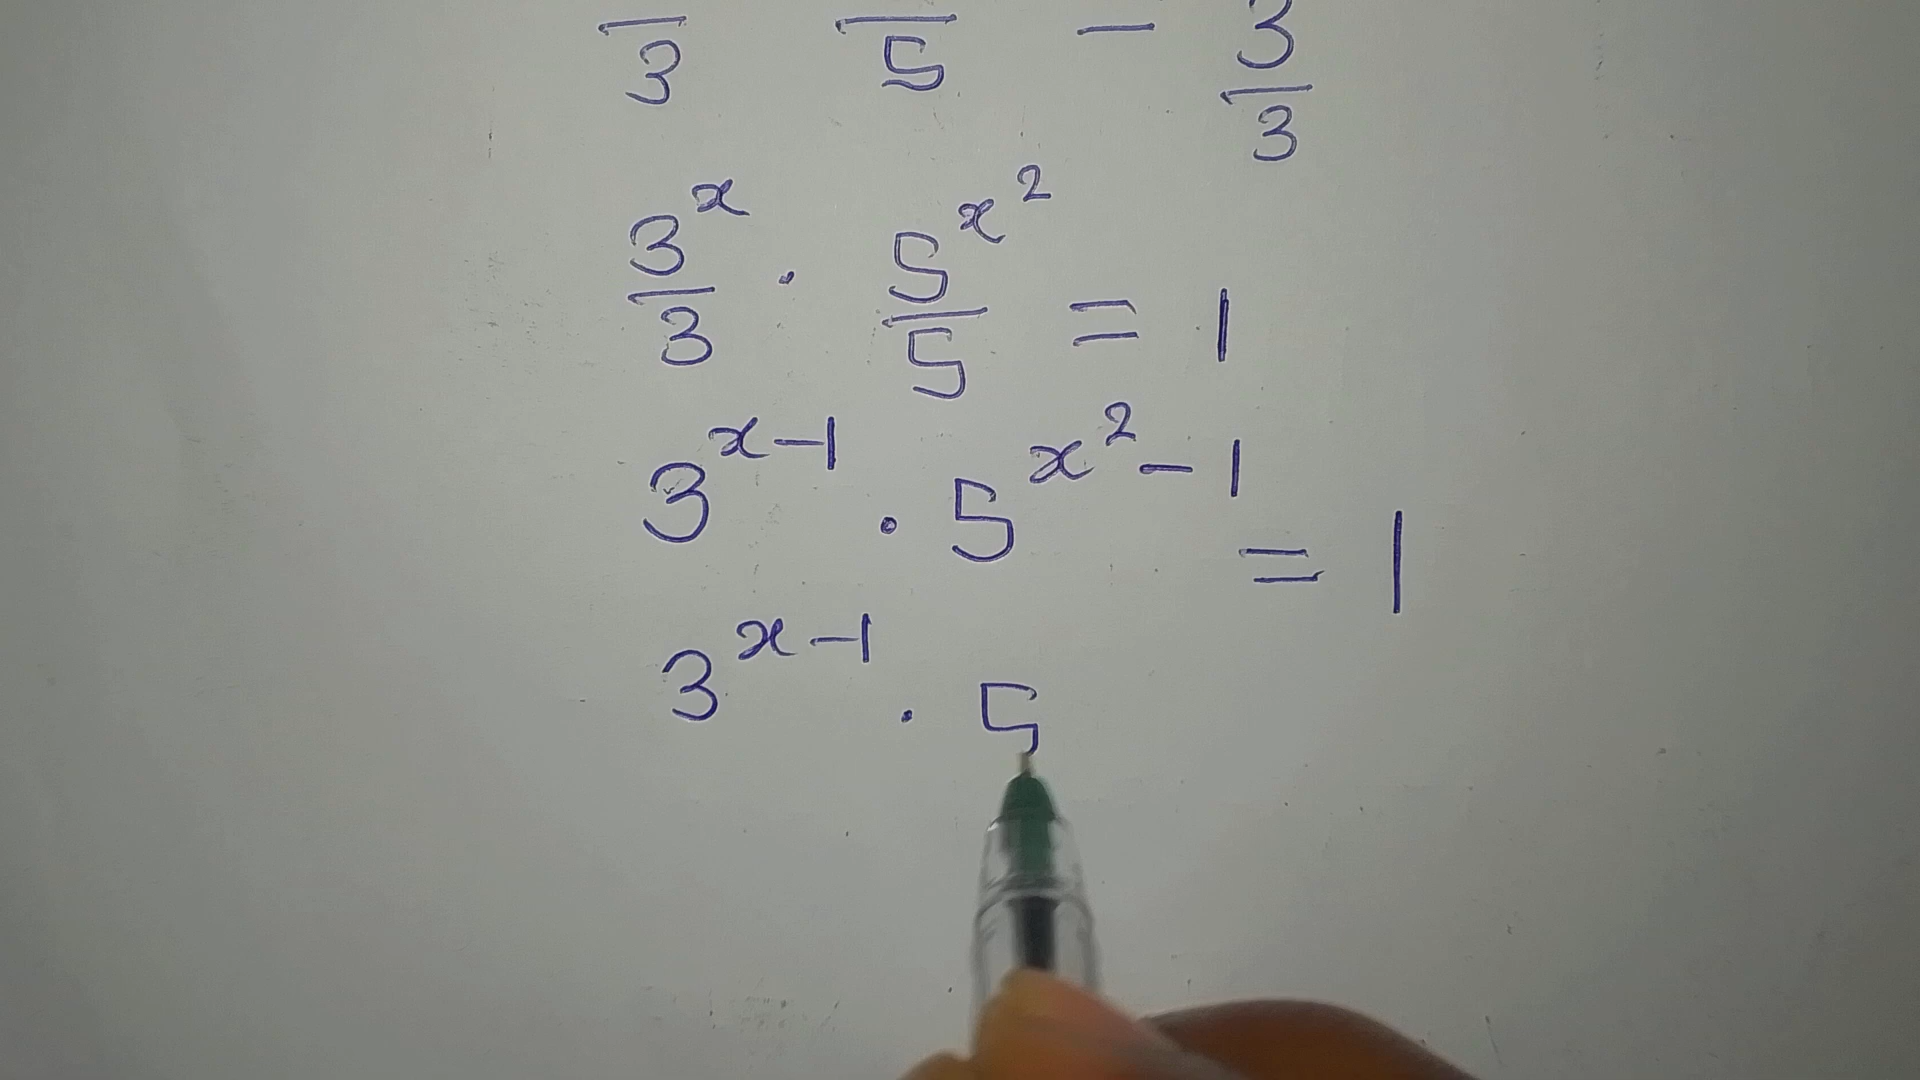 ‾3 ‾5 = 3/3
3^x/3 · 5^x^2/5 = 1
3^x-1 · 5^x^2-1 = 1
3^x-1 · 5